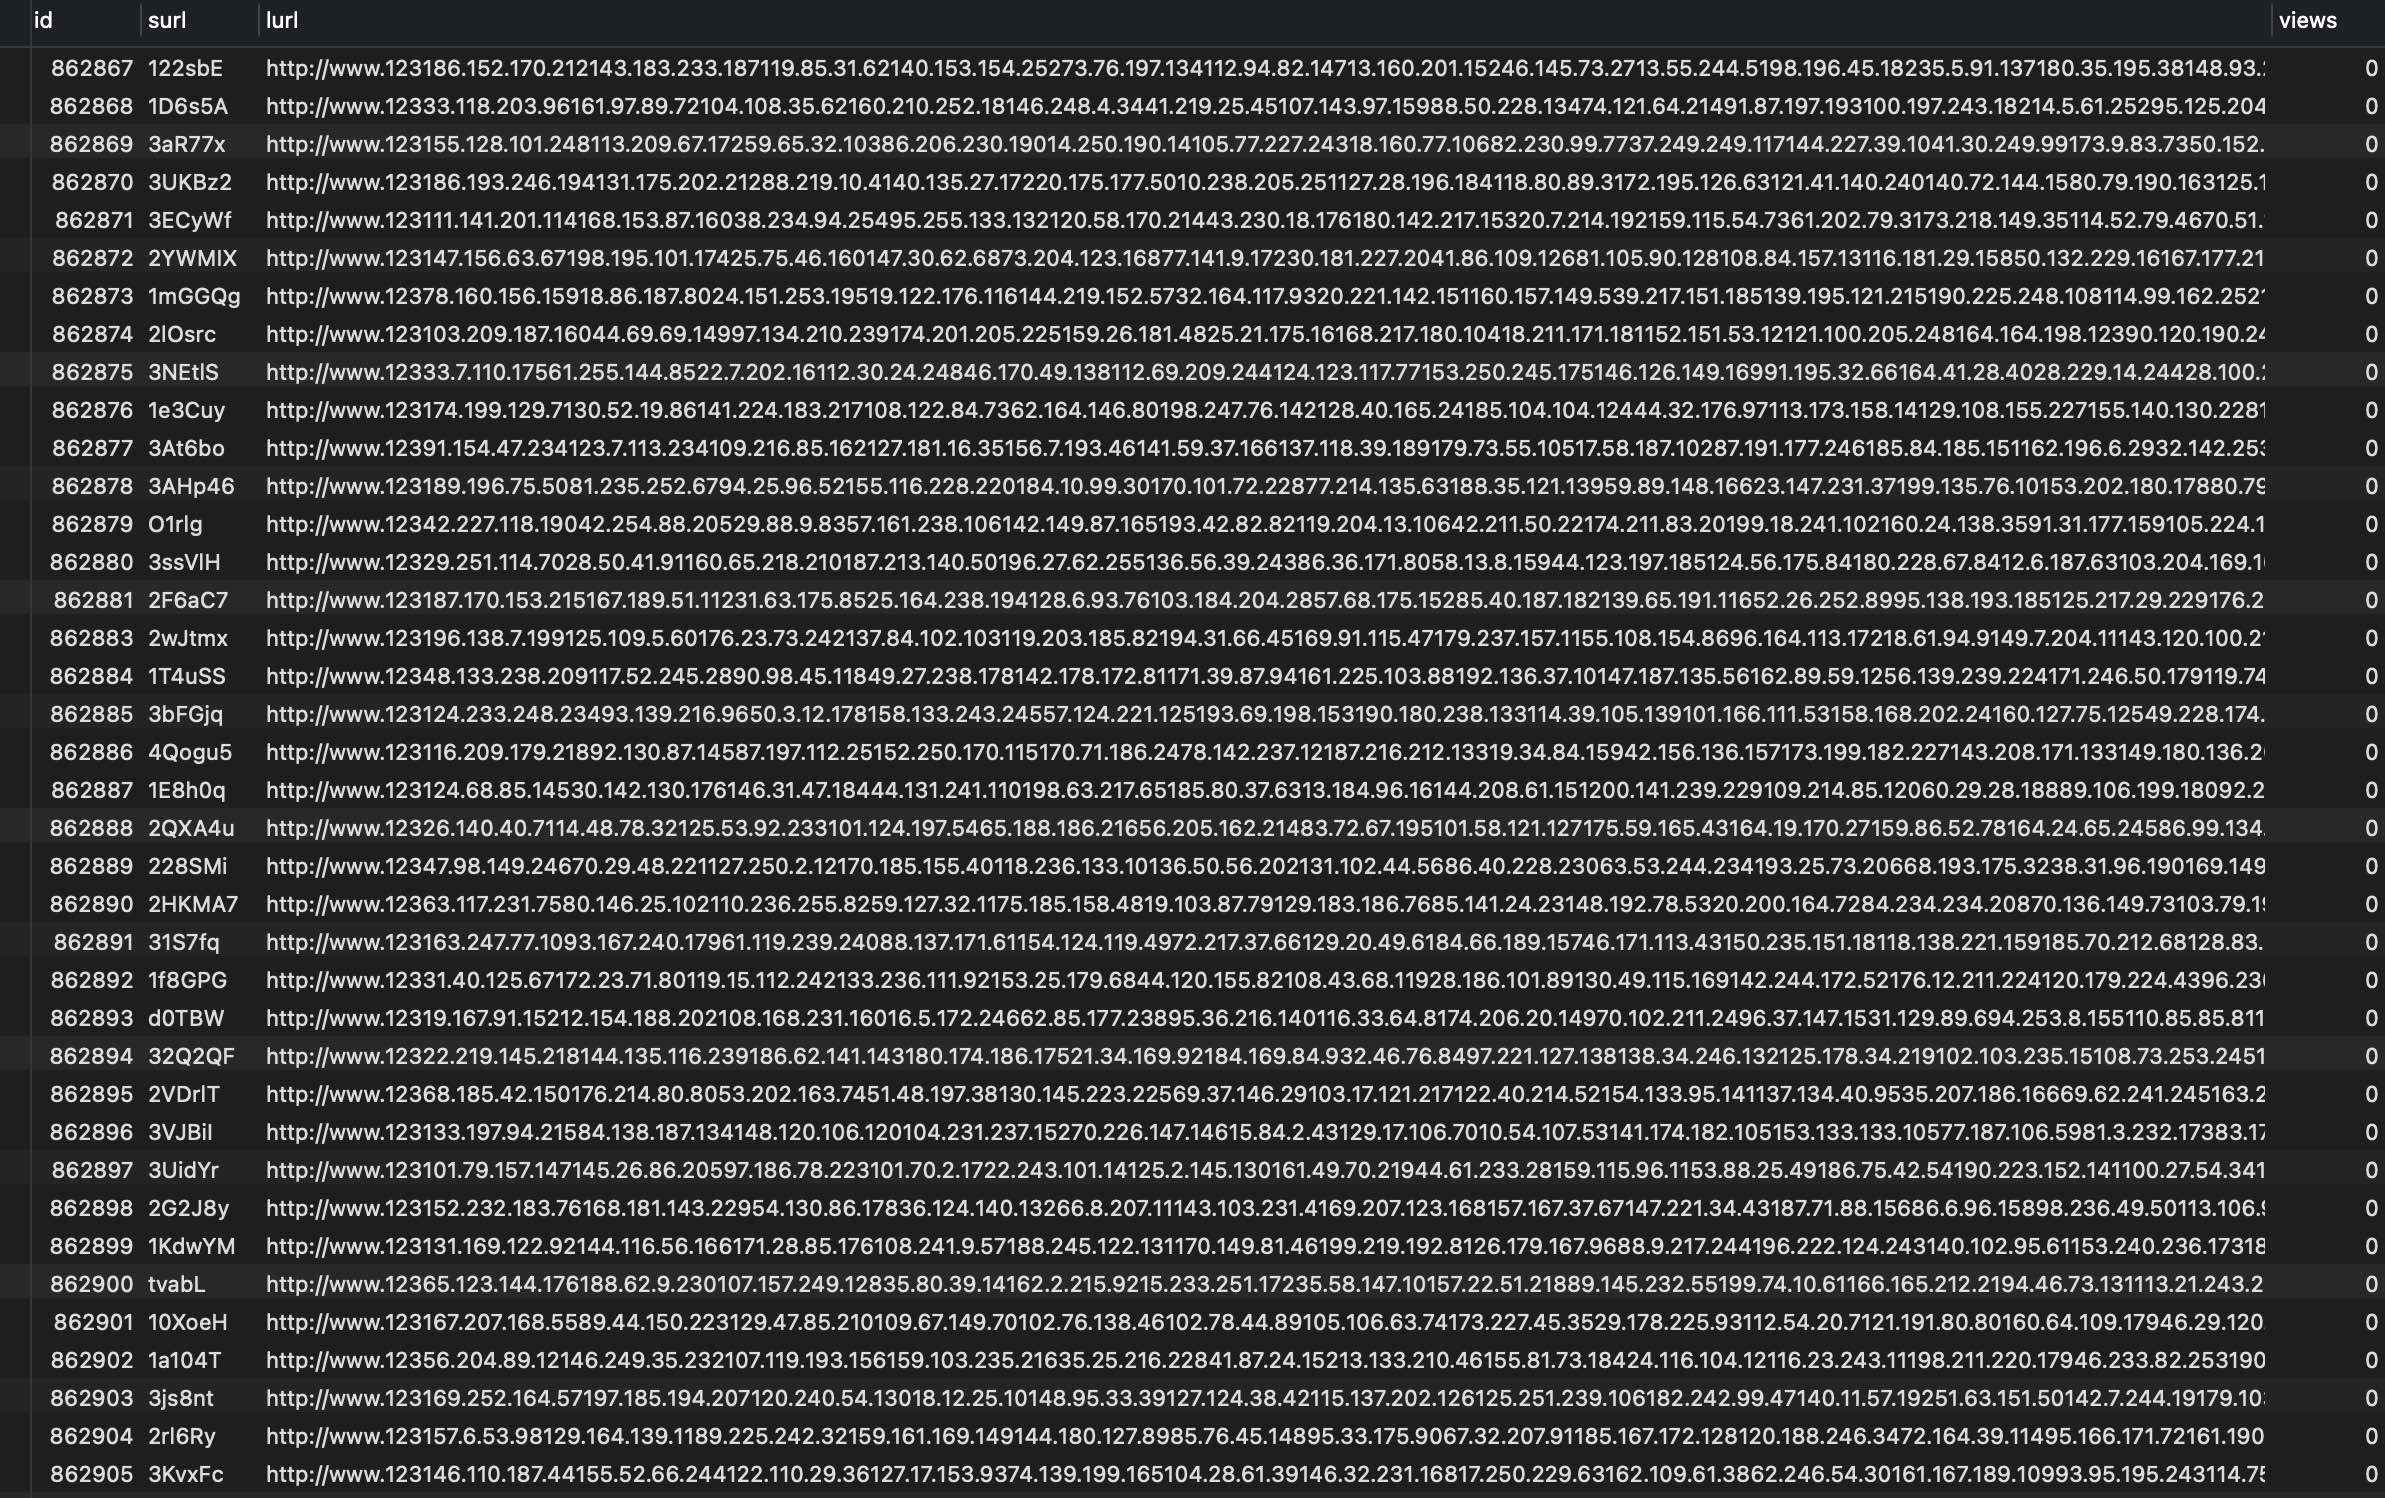 id surl lurl views
862867 122sbE http://www.123186.152.170.212143.183.233.187119.85.31.62140.153.154.25273.76.197.134112.94.82.14713.160.201.15246.145.73.2713.55.244.5198.196.45.18235.5.91.137180.35.195.38148.93. 0
862868 1D6s5A http://www.12333.118.203.96161.97.89.72104.108.35.62160.210.252.18146.248.4.3441.219.25.45107.143.97.15988.50.228.13474.121.64.21491.87.197.193100.197.243.18214.5.61.25295.125.204 0
862869 3aR77x http://www.123155.128.101.248113.209.67.17259.65.32.10386.206.230.19014.250.190.14105.77.227.24318.160.77.10682.230.99.7737.249.249.117144.227.39.1041.30.249.99173.9.83.7350.152. 0
862870 3UKBz2 http://www.123186.193.246.194131.175.202.21288.219.10.4140.135.27.17220.175.177.5010.238.205.251127.28.196.184118.80.89.3172.195.126.63121.41.140.240140.72.144.1580.79.190.163125.1 0
862871 3ECyWf http://www.123111.141.201.114168.153.87.16038.234.94.25495.255.133.132120.58.170.21443.230.18.176180.142.217.15320.7.214.192159.115.54.7361.202.79.3173.218.149.35114.52.79.4670.51. 0
862872 2YWMIX http://www.123147.156.63.67198.195.101.17425.75.46.160147.30.62.6873.204.123.16877.141.9.17230.181.227.2041.86.109.12681.105.90.128108.84.157.13116.181.29.15850.132.229.16167.177.21 0
862873 1mGGQg http://www.12378.160.156.15918.86.187.8024.151.253.19519.122.176.116144.219.152.5732.164.117.9320.221.142.151160.157.149.539.217.151.185139.195.121.215190.225.248.108114.99.162.252 0
862874 2lOsrc http://www.123103.209.187.16044.69.69.14997.134.210.239174.201.205.225159.26.181.4825.21.175.16168.217.180.10418.211.171.181152.151.53.12121.100.205.248164.164.198.12390.120.190.24 0
862875 3NEtlS http://www.12333.7.110.17561.255.144.8522.7.202.16112.30.24.24846.170.49.138112.69.209.244124.123.117.77153.250.245.175146.126.149.16991.195.32.66164.41.28.4028.229.14.24428.100. 0
862876 1e3Cuy http://www.123174.199.129.7130.52.19.86141.224.183.217108.122.84.7362.164.146.80198.247.76.142128.40.165.24185.104.104.12444.32.176.97113.173.158.14129.108.155.227155.140.130.2281 0
862877 3At6bo http://www.12391.154.47.234123.7.113.234109.216.85.162127.181.16.35156.7.193.46141.59.37.166137.118.39.189179.73.55.10517.58.187.10287.191.177.246185.84.185.151162.196.6.2932.142.253 0
862878 3AHp46 http://www.123189.196.75.5081.235.252.6794.25.96.52155.116.228.220184.10.99.30170.101.72.22877.214.135.63188.35.121.13959.89.148.16623.147.231.37199.135.76.10153.202.180.17880.79 0
862879 O1rlg http://www.12342.227.118.19042.254.88.20529.88.9.8357.161.238.106142.149.87.165193.42.82.82119.204.13.10642.211.50.22174.211.83.20199.18.241.102160.24.138.3591.31.177.159105.224.1 0
862880 3ssVlH http://www.12329.251.114.7028.50.41.91160.65.218.210187.213.140.50196.27.62.255136.56.39.24386.36.171.8058.13.8.15944.123.197.185124.56.175.84180.228.67.8412.6.187.63103.204.169.1 0
862881 2F6aC7 http://www.123187.170.153.215167.189.51.11231.63.175.8525.164.238.194128.6.93.76103.184.204.2857.68.175.15285.40.187.182139.65.191.11652.26.252.8995.138.193.185125.217.29.229176.2 0
862883 2wJtmx http://www.123196.138.7.199125.109.5.60176.23.73.242137.84.102.103119.203.185.82194.31.66.45169.91.115.47179.237.157.1155.108.154.8696.164.113.17218.61.94.9149.7.204.11143.120.100.2 0
862884 1T4uSS http://www.12348.133.238.209117.52.245.2890.98.45.11849.27.238.178142.178.172.81171.39.87.94161.225.103.88192.136.37.10147.187.135.56162.89.59.1256.139.239.224171.246.50.179119.74 0
862885 3bFGjq http://www.123124.233.248.23493.139.216.9650.3.12.178158.133.243.24557.124.221.125193.69.198.153190.180.238.133114.39.105.139101.166.111.53158.168.202.24160.127.75.12549.228.174. 0
862886 4Qogu5 http://www.123116.209.179.21892.130.87.14587.197.112.25152.250.170.115170.71.186.2478.142.237.12187.216.212.13319.34.84.15942.156.136.157173.199.182.227143.208.171.133149.180.136.2 0
862887 1E8h0q http://www.123124.68.85.14530.142.130.176146.31.47.18444.131.241.110198.63.217.65185.80.37.6313.184.96.16144.208.61.151200.141.239.229109.214.85.12060.29.28.18889.106.199.18092.2 0
862888 2QXA4u http://www.12326.140.40.7114.48.78.32125.53.92.233101.124.197.5465.188.186.21656.205.162.21483.72.67.195101.58.121.127175.59.165.43164.19.170.27159.86.52.78164.24.65.24586.99.134. 0
862889 228SMi http://www.12347.98.149.24670.29.48.221127.250.2.12170.185.155.40118.236.133.10136.50.56.202131.102.44.5686.40.228.23063.53.244.234193.25.73.20668.193.175.3238.31.96.190169.149 0
862890 2HKMA7 http://www.12363.117.231.7580.146.25.102110.236.255.8259.127.32.1175.185.158.4819.103.87.79129.183.186.7685.141.24.23148.192.78.5320.200.164.7284.234.234.20870.136.149.73103.79.19 0
862891 31S7fq http://www.123163.247.77.1093.167.240.17961.119.239.24088.137.171.61154.124.119.4972.217.37.66129.20.49.6184.66.189.15746.171.113.43150.235.151.18118.138.221.159185.70.212.68128.83. 0
862892 1f8GPG http://www.12331.40.125.67172.23.71.80119.15.112.242133.236.111.92153.25.179.6844.120.155.82108.43.68.11928.186.101.89130.49.115.169142.244.172.52176.12.211.224120.179.224.4396.23 0
862893 d0TBW http://www.12319.167.91.15212.154.188.202108.168.231.16016.5.172.24662.85.177.23895.36.216.140116.33.64.8174.206.20.14970.102.211.2496.37.147.1531.129.89.694.253.8.155110.85.85.811 0
862894 32Q2QF http://www.12322.219.145.218144.135.116.239186.62.141.143180.174.186.17521.34.169.92184.169.84.932.46.76.8497.221.127.138138.34.246.132125.178.34.219102.103.235.15108.73.253.2451 0
862895 2VDrlT http://www.12368.185.42.150176.214.80.8053.202.163.7451.48.197.38130.145.223.22569.37.146.29103.17.121.217122.40.214.52154.133.95.141137.134.40.9535.207.186.16669.62.241.245163.2 0
862896 3VJBil http://www.123133.197.94.21584.138.187.134148.120.106.120104.231.237.15270.226.147.14615.84.2.43129.17.106.7010.54.107.53141.174.182.105153.133.133.10577.187.106.5981.3.232.17383.17 0
862897 3UidYr http://www.123101.79.157.147145.26.86.20597.186.78.223101.70.2.1722.243.101.14125.2.145.130161.49.70.21944.61.233.28159.115.96.1153.88.25.49186.75.42.54190.223.152.141100.27.54.341 0
862898 2G2J8y http://www.123152.232.183.76168.181.143.22954.130.86.17836.124.140.13266.8.207.11143.103.231.4169.207.123.168157.167.37.67147.221.34.43187.71.88.15686.6.96.15898.236.49.50113.106.9 0
862899 1KdwYM http://www.123131.169.122.92144.116.56.166171.28.85.176108.241.9.57188.245.122.131170.149.81.46199.219.192.8126.179.167.9688.9.217.244196.222.124.243140.102.95.61153.240.236.17318 0
862900 tvabL http://www.12365.123.144.176188.62.9.230107.157.249.12835.80.39.14162.2.215.9215.233.251.17235.58.147.10157.22.51.21889.145.232.55199.74.10.61166.165.212.2194.46.73.131113.21.243.2 0
862901 10XoeH http://www.123167.207.168.5589.44.150.223129.47.85.210109.67.149.70102.76.138.46102.78.44.89105.106.63.74173.227.45.3529.178.225.93112.54.20.7121.191.80.80160.64.109.17946.29.120. 0
862902 1a104T http://www.12356.204.89.12146.249.35.232107.119.193.156159.103.235.21635.25.216.22841.87.24.15213.133.210.46155.81.73.18424.116.104.12116.23.243.11198.211.220.17946.233.82.253190 0
862903 3js8nt http://www.123169.252.164.57197.185.194.207120.240.54.13018.12.25.10148.95.33.39127.124.38.42115.137.202.126125.251.239.106182.242.99.47140.11.57.19251.63.151.50142.7.244.19179.10 0
862904 2rl6Ry http://www.123157.6.53.98129.164.139.1189.225.242.32159.161.169.149144.180.127.8985.76.45.14895.33.175.9067.32.207.91185.167.172.128120.188.246.3472.164.39.11495.166.171.72161.190 0
862905 3KvxFc http://www.123146.110.187.44155.52.66.244122.110.29.36127.17.153.9374.139.199.165104.28.61.39146.32.231.16817.250.229.63162.109.61.3862.246.54.30161.167.189.10993.95.195.243114.75 0